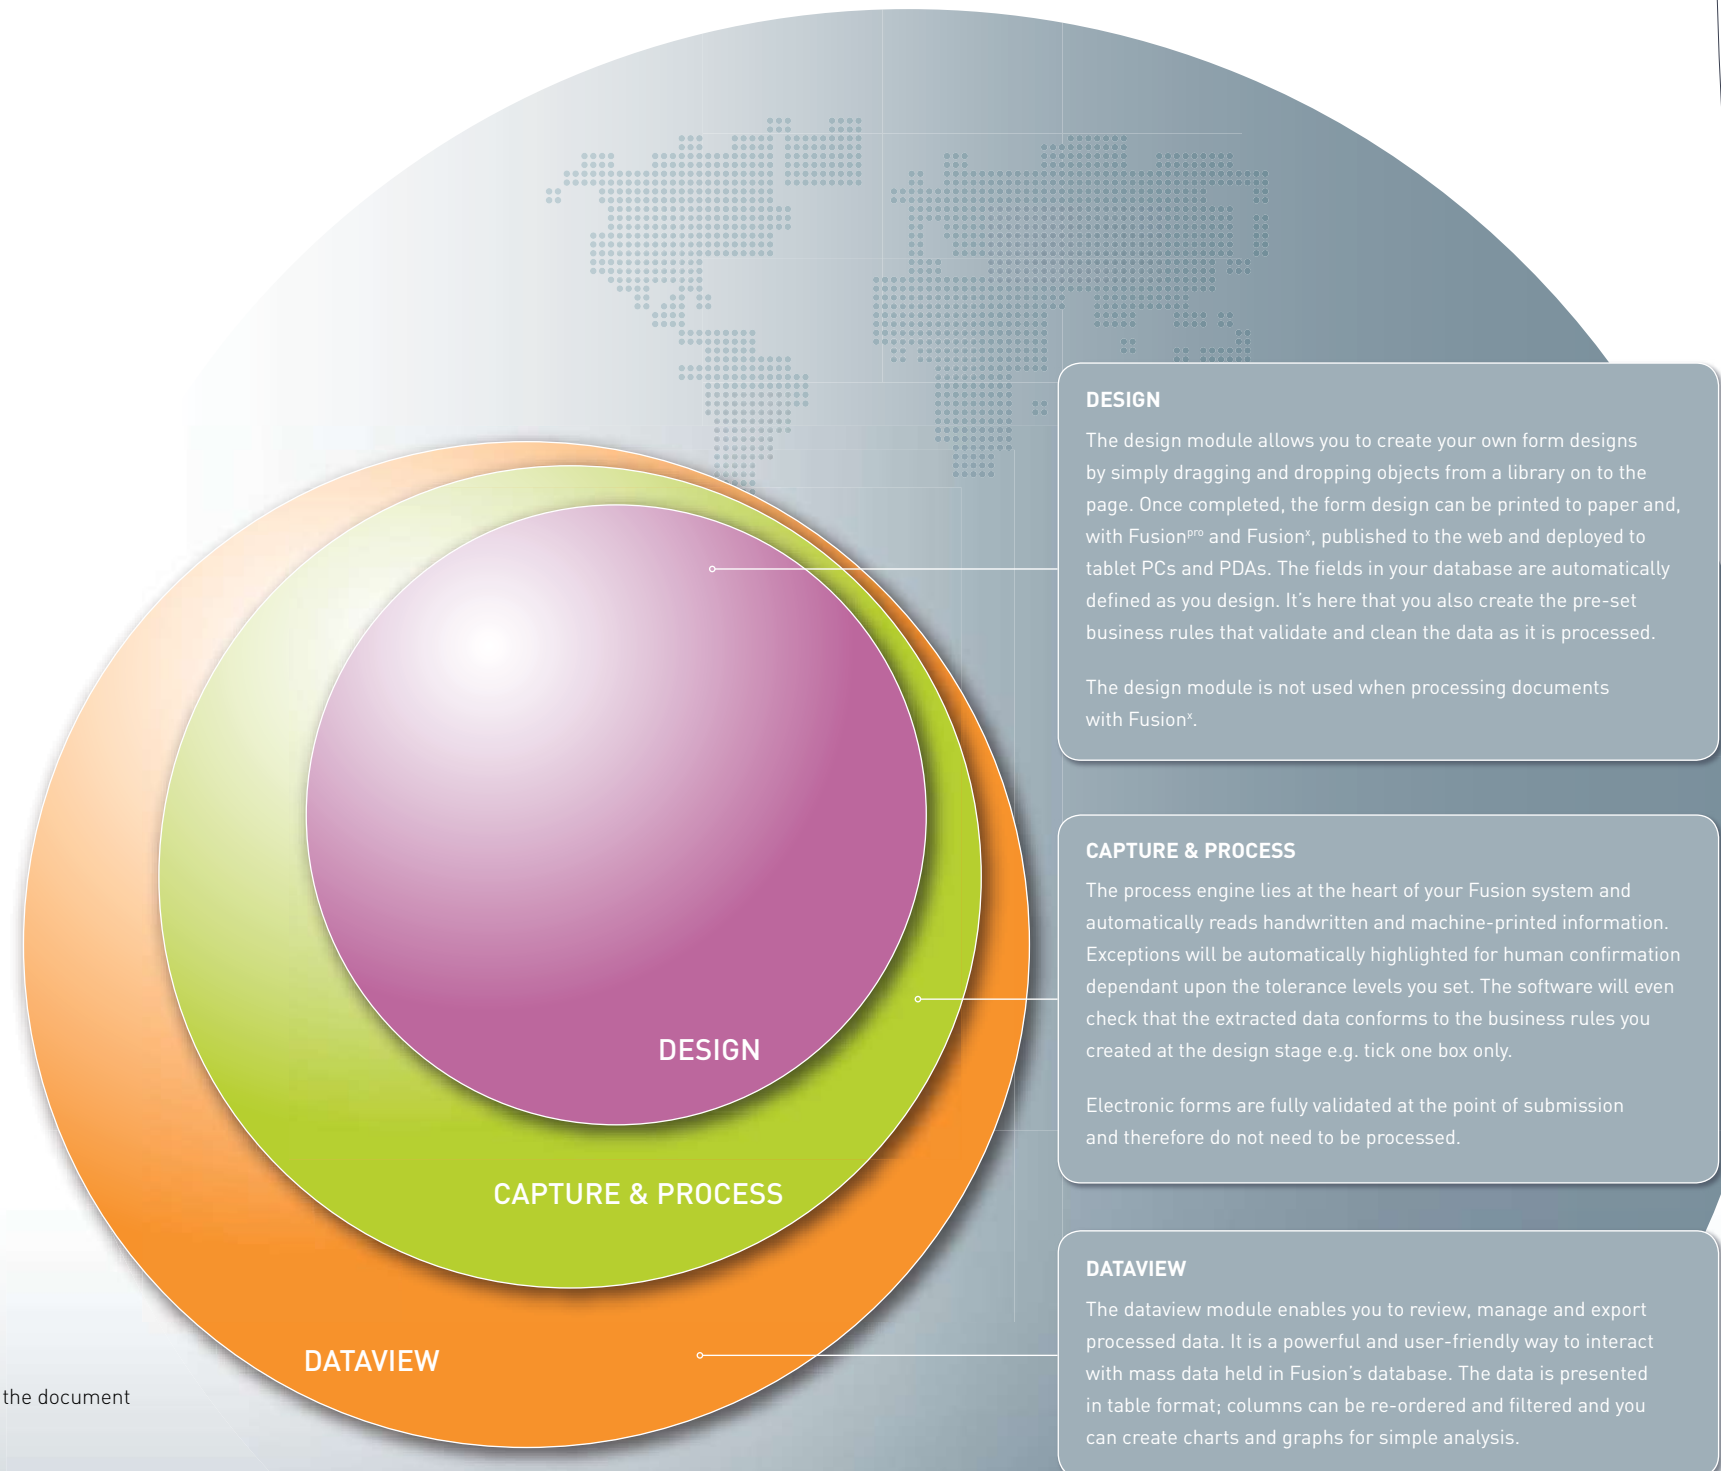 DESIGN
The design module allows you to create your own form designs
by simply dragging and dropping objects from a library on to the
page. Once completed, the form design can be printed to paper and,
with Fusionᵖʳᵒ and Fusionˣ, published to the web and deployed to
tablet PCs and PDAs. The fields in your database are automatically
defined as you design. It’s here that you also create the pre-set
business rules that validate and clean the data as it is processed.
The design module is not used when processing documents
with Fusionˣ.
CAPTURE & PROCESS
The process engine lies at the heart of your Fusion system and
automatically reads handwritten and machine-printed information.
Exceptions will be automatically highlighted for human confirmation
dependant upon the tolerance levels you set. The software will even
check that the extracted data conforms to the business rules you
created at the design stage e.g. tick one box only.
Electronic forms are fully validated at the point of submission
and therefore do not need to be processed.
DATAVIEW
The dataview module enables you to review, manage and export
processed data. It is a powerful and user-friendly way to interact
with mass data held in Fusion’s database. The data is presented
in table format; columns can be re-ordered and filtered and you
can create charts and graphs for simple analysis.
DESIGN
CAPTURE & PROCESS
DATAVIEW
the document